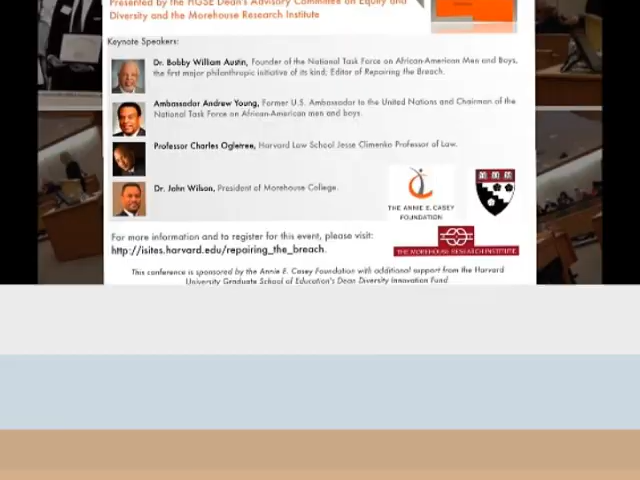 Presented by the HGSE Dean's Advisory Committee on Equity and
Diversity and the Morehouse Research Institute
Keynote Speakers:
Dr. Bobby William Austin, Founder of the National Task Force on African-American Men and Boys,
the first major philanthropic initiative of its kind; Editor of Repairing the Breach.
Ambassador Andrew Young, Former U.S. Ambassador to the United Nations and Chairman of the
National Task Force on African-American men and boys.
Professor Charles Ogletree, Harvard Law School Jesse Climenko Professor of Law.
Dr. John Wilson, President of Morehouse College.
THE ANNIE E. CASEY
FOUNDATION
For more information and to register for this event, please visit:
http://isites.harvard.edu/repairing_the_breach.
THE MOREHOUSE RESEARCH INSTITUTE
This conference is sponsored by the Annie E. Casey Foundation with additional support from the Harvard
University Graduate School of Education's Dean Diversity Innovation Fund.